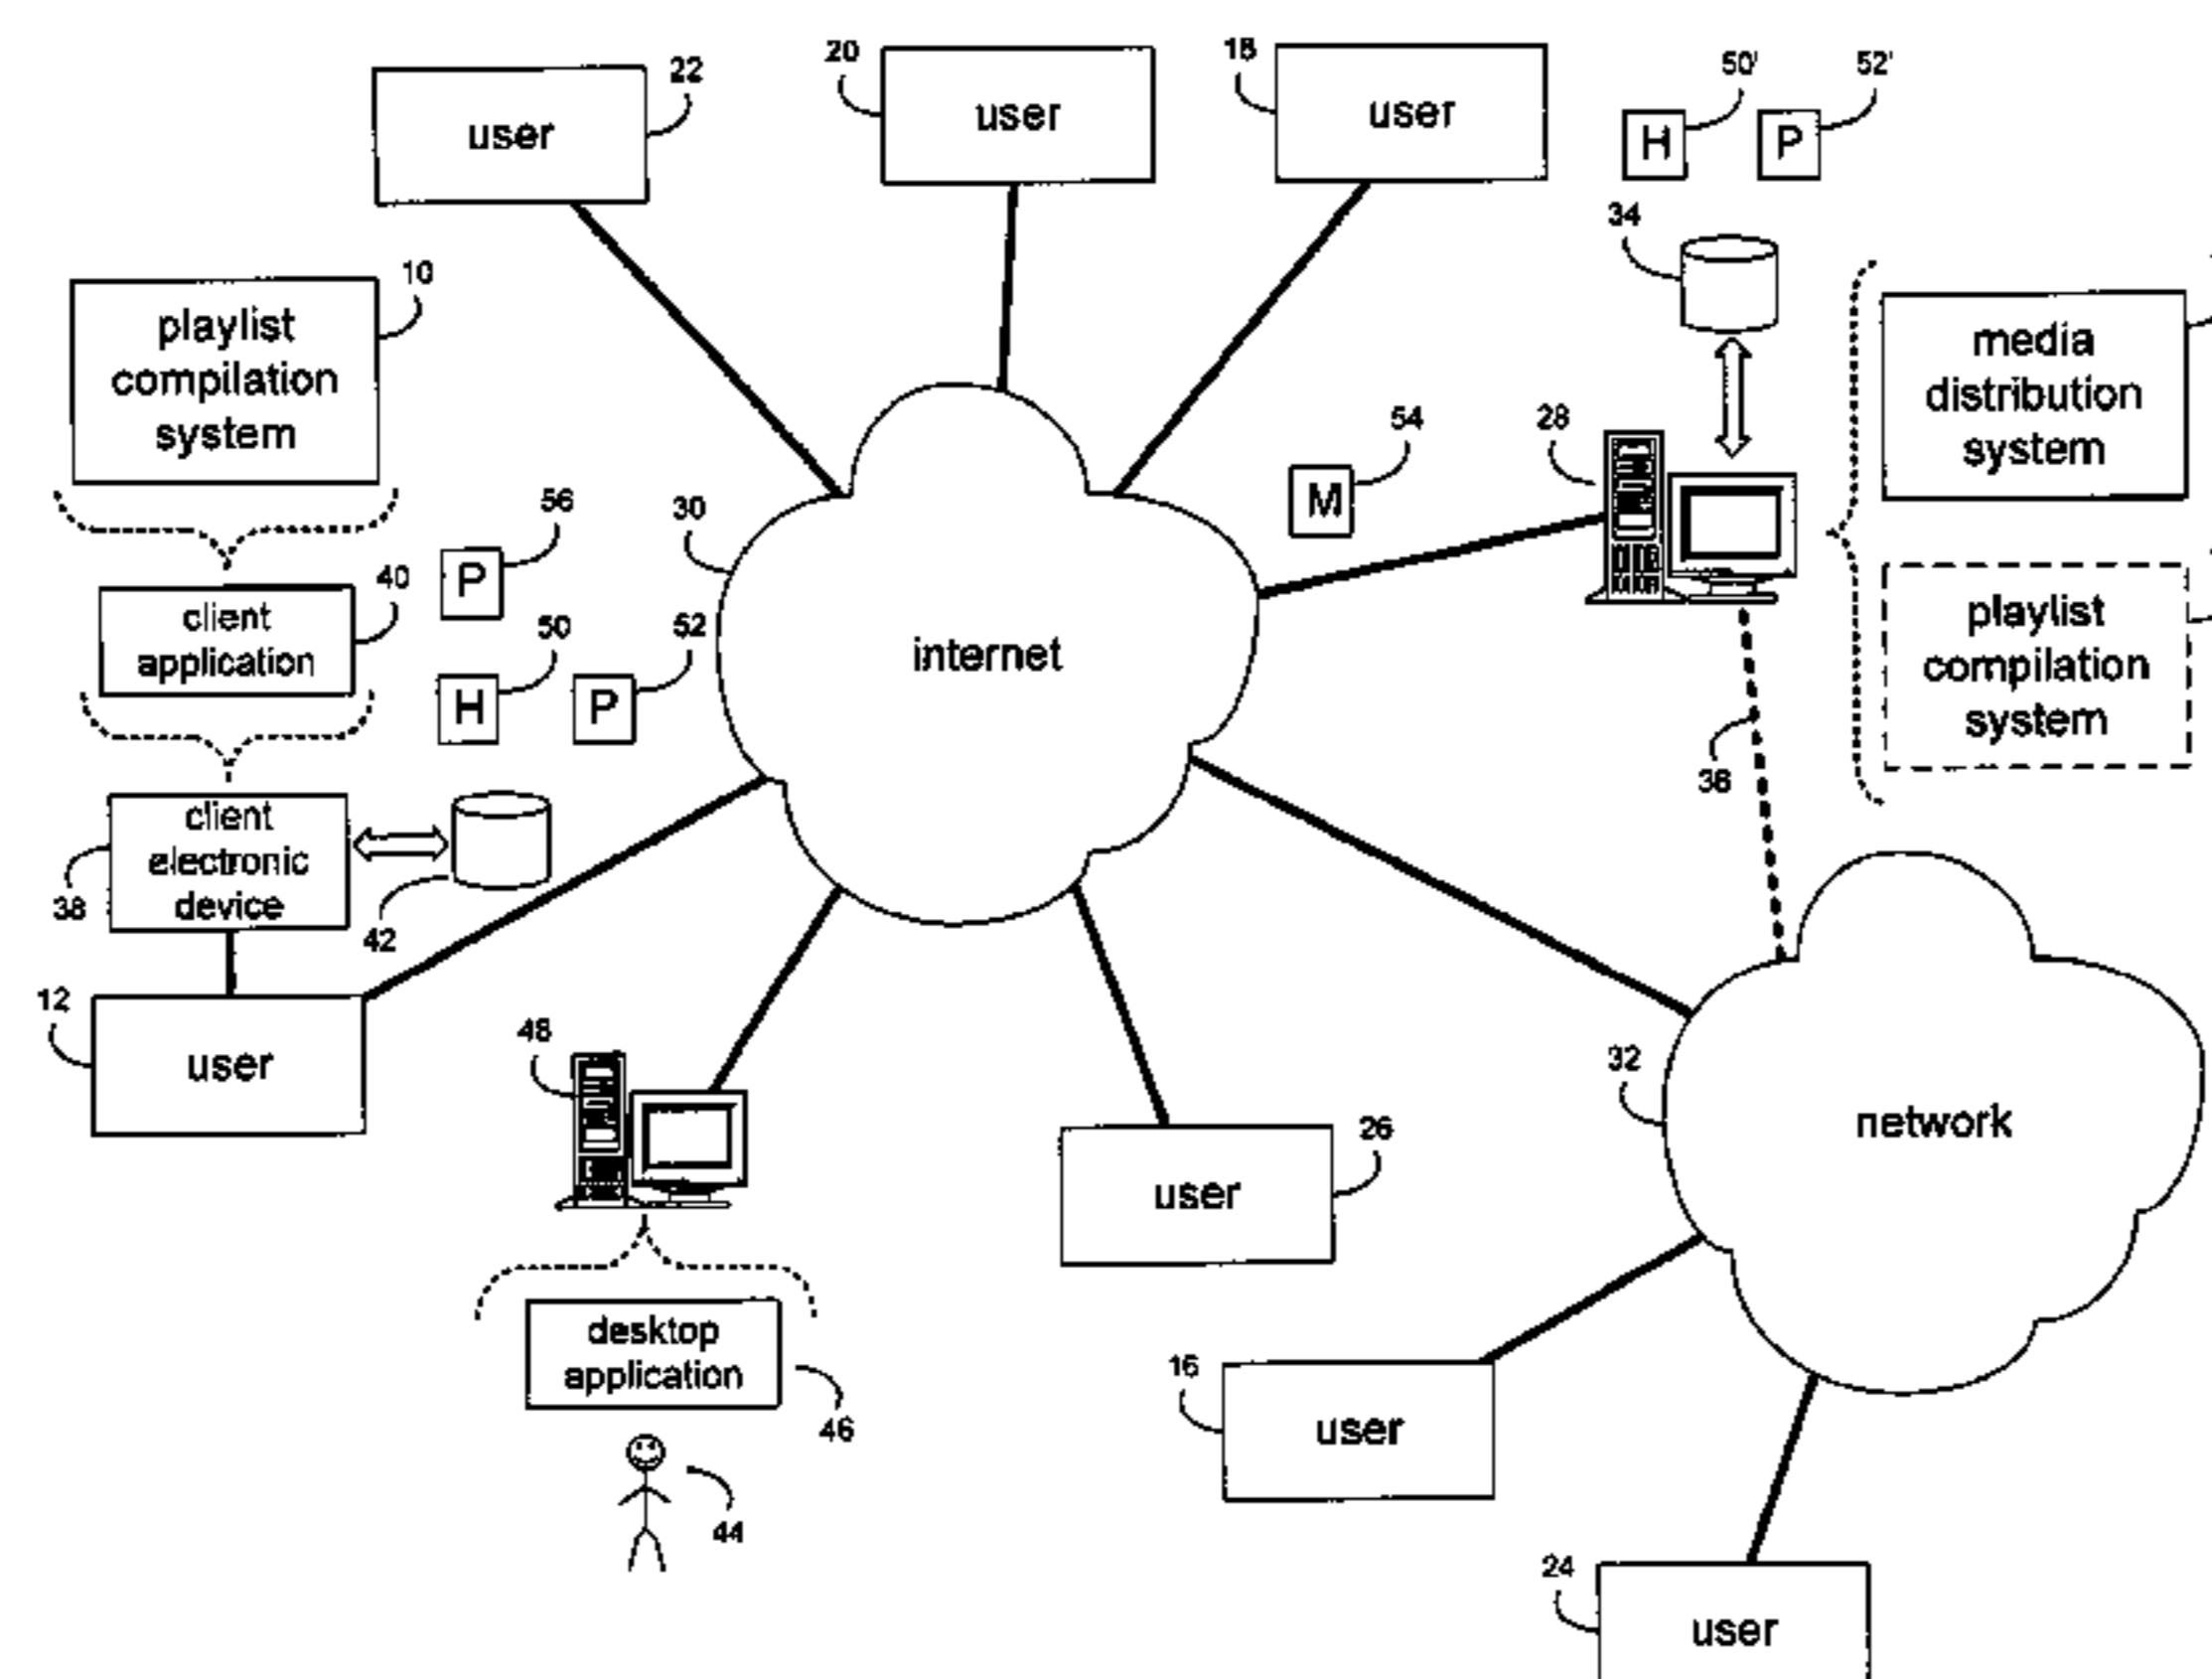 22
user
20
user
18
user
50'
52'
H
P
34
10
playlist
compilation
system
media
distribution
system
54
M
28
56
P
30
40
client
application
50
H
52
P
internet
playlist
compilation
system
36
client
electronic
device
38
42
12
user
48
32
network
26
user
desktop
application
46
16
user
44
24
user